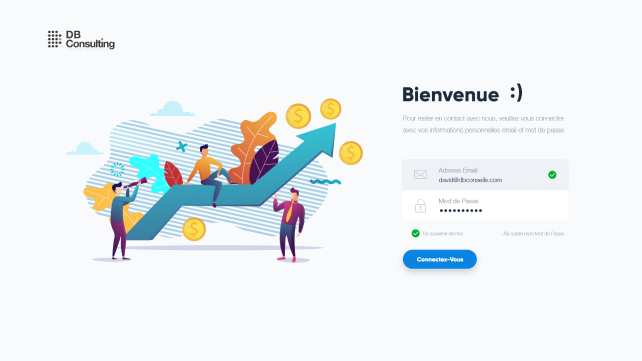 DB
Consulting
Bienvenue :)
Pour rester en contact avec nous, veuillez vous connecter
avec vos informations personnelles email et mot de passe
Adresse Email
david@dbconseils.com
Mod de Passe
••••••••••
Se souvenir de moi
J'ai oublié mon Mot de Passe
Connectez-Vous